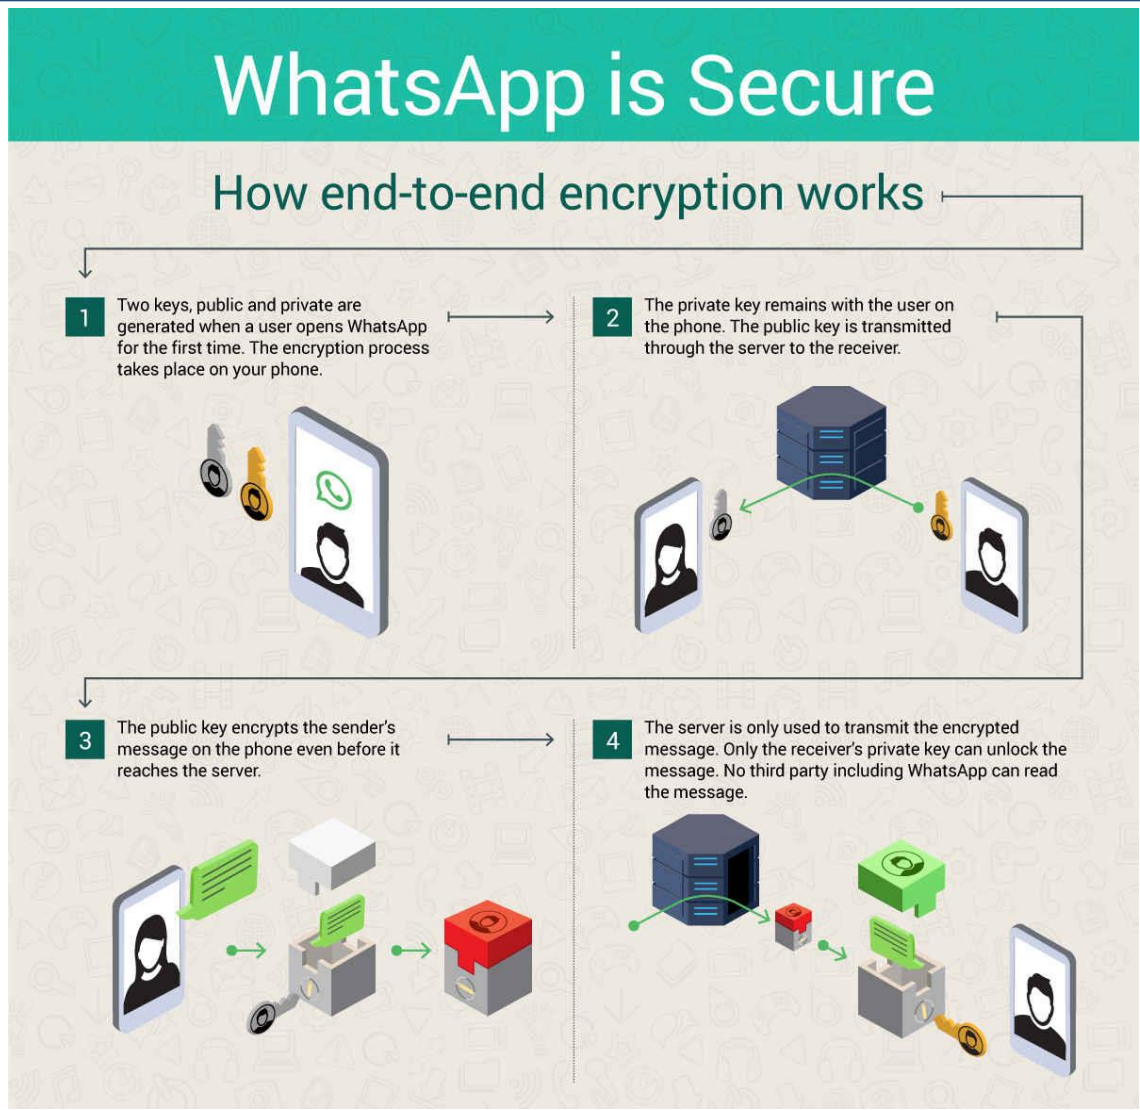 WhatsApp is Secure
How end-to-end encryption works
1
Two keys, public and private are
generated when a user opens WhatsApp
for the first time. The encryption process
takes place on your phone.
2
The private key remains with the user on
the phone. The public key is transmitted
through the server to the receiver.
3
The public key encrypts the sender's
message on the phone even before it
reaches the server.
4
The server is only used to transmit the encrypted
message. Only the receiver's private key can unlock the
message. No third party including WhatsApp can read
the message.